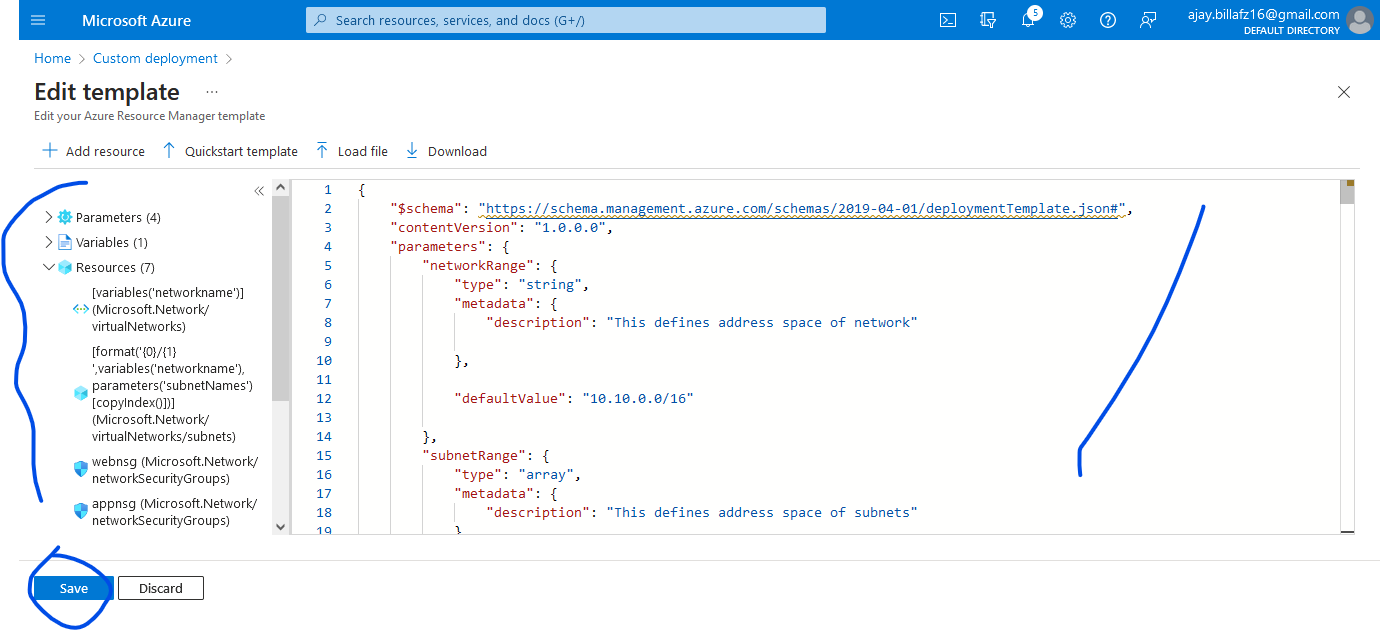 Microsoft Azure
Search resources, services, and docs (G+/)
5
ajay.billafz16@gmail.com
DEFAULT DIRECTORY
Home > Custom deployment >
Edit template ...
Edit your Azure Resource Manager template
+ Add resource Quickstart template Load file Download
«
Parameters (4)
Variables (1)
Resources (7)
[variables('networkname')]
(Microsoft.Network/
virtualNetworks)
[format('{0}/{1}
',variables('networkname'),
parameters('subnetNames')
[copyIndex()])]
(Microsoft.Network/
virtualNetworks/subnets)
webnsg (Microsoft.Network/
networkSecurityGroups)
appnsg (Microsoft.Network/
networkSecurityGroups)
1 {
2 "$schema": "https://schema.management.azure.com/schemas/2019-04-01/deploymentTemplate.json#",
3 "contentVersion": "1.0.0.0",
4 "parameters": {
5 "networkRange": {
6 "type": "string",
7 "metadata": {
8 "description": "This defines address space of network"
9
10 },
11
12 "defaultValue": "10.10.0.0/16"
13
14 },
15 "subnetRange": {
16 "type": "array",
17 "metadata": {
18 "description": "This defines address space of subnets"
19 }
Save Discard